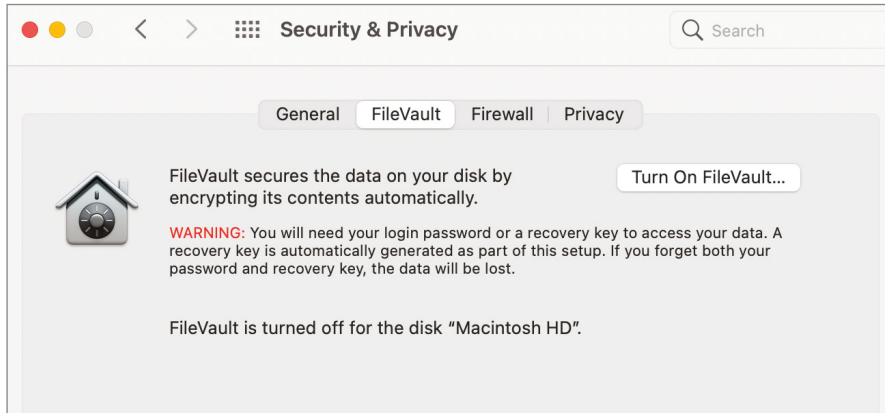 Security & Privacy
Search
General
FileVault
Firewall
Privacy
FileVault secures the data on your disk by
encrypting its contents automatically.
Turn On FileVault...
WARNING: You will need your login password or a recovery key to access your data. A
recovery key is automatically generated as part of this setup. If you forget both your
password and recovery key, the data will be lost.
FileVault is turned off for the disk “Macintosh HD”.